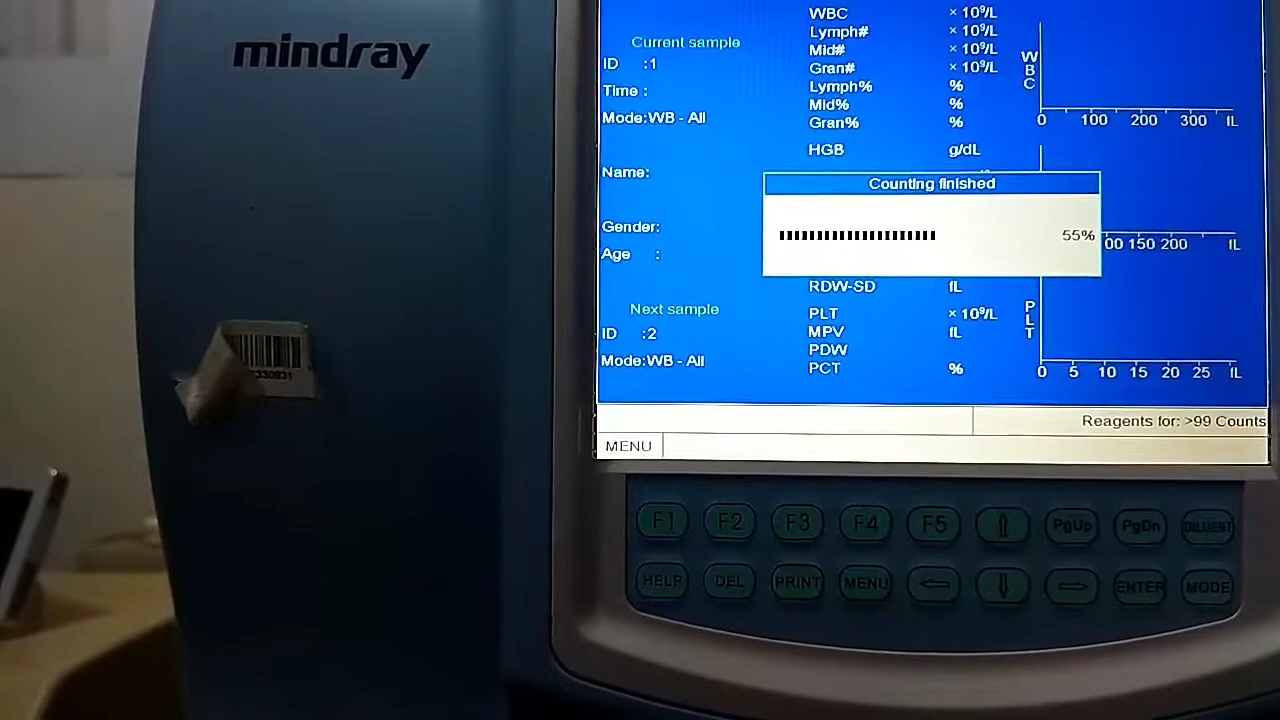 mindray
Current sample
ID :1
Time :
Mode:WB - All
Name:
Gender:
Age :
Next sample
ID :2
Mode:WB - All
WBC × 10⁹/L
Lymph# × 10⁹/L
Mid# × 10⁹/L
Gran# × 10⁹/L
Lymph% %
Mid% %
Gran% %
HGB g/dL
Counting finished
55%
RDW-SD fL
PLT × 10⁹/L
MPV fL
PDW
PCT %
WBC
0 100 200 300 fL
00 150 200 fL
PLT
0 5 10 15 20 25 fL
Reagents for: >99 Counts
MENU
330931
F1 F2 F3 F4 F5 ⇧ PgUp PgDn DILUENT
HELP DEL PRINT MENU ⇦ ⇩ ⇨ ENTER MODE